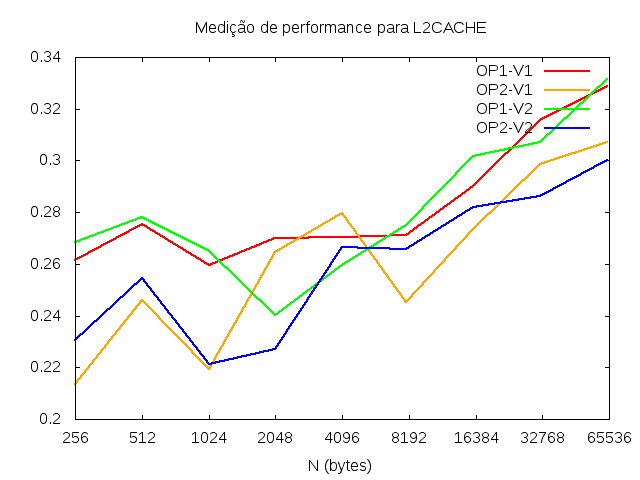 Medição de performance para L2CACHE
0.34
0.32
0.3
0.28
0.26
0.24
0.22
0.2
OP1-V1
OP2-V1
OP1-V2
OP2-V2
256 512 1024 2048 4096 8192 16384 32768 65536
N (bytes)